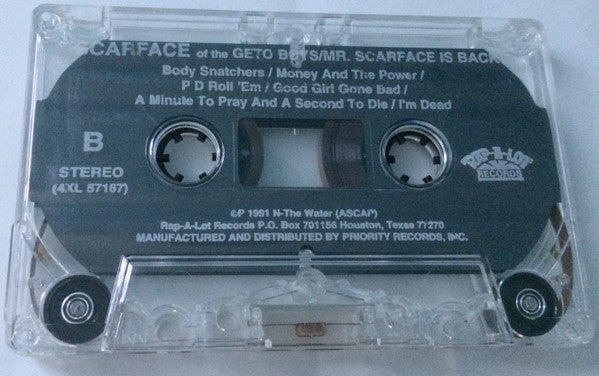 SCARFACE of the GETO BOYS/MR. SCARFACE IS BACK
Body Snatchers / Money And The Power /
P D Roll 'Em / Good Girl Gone Bad /
A Minute To Pray And A Second To Die / I'm Dead
B
STEREO
(4XL 57167)
RAP-A-LOT
RECORDS
©P 1991 N-The Water (ASCAP)
Rap-A-Lot Records P.O. Box 701156 Houston, Texas 77270
MANUFACTURED AND DISTRIBUTED BY PRIORITY RECORDS, INC.